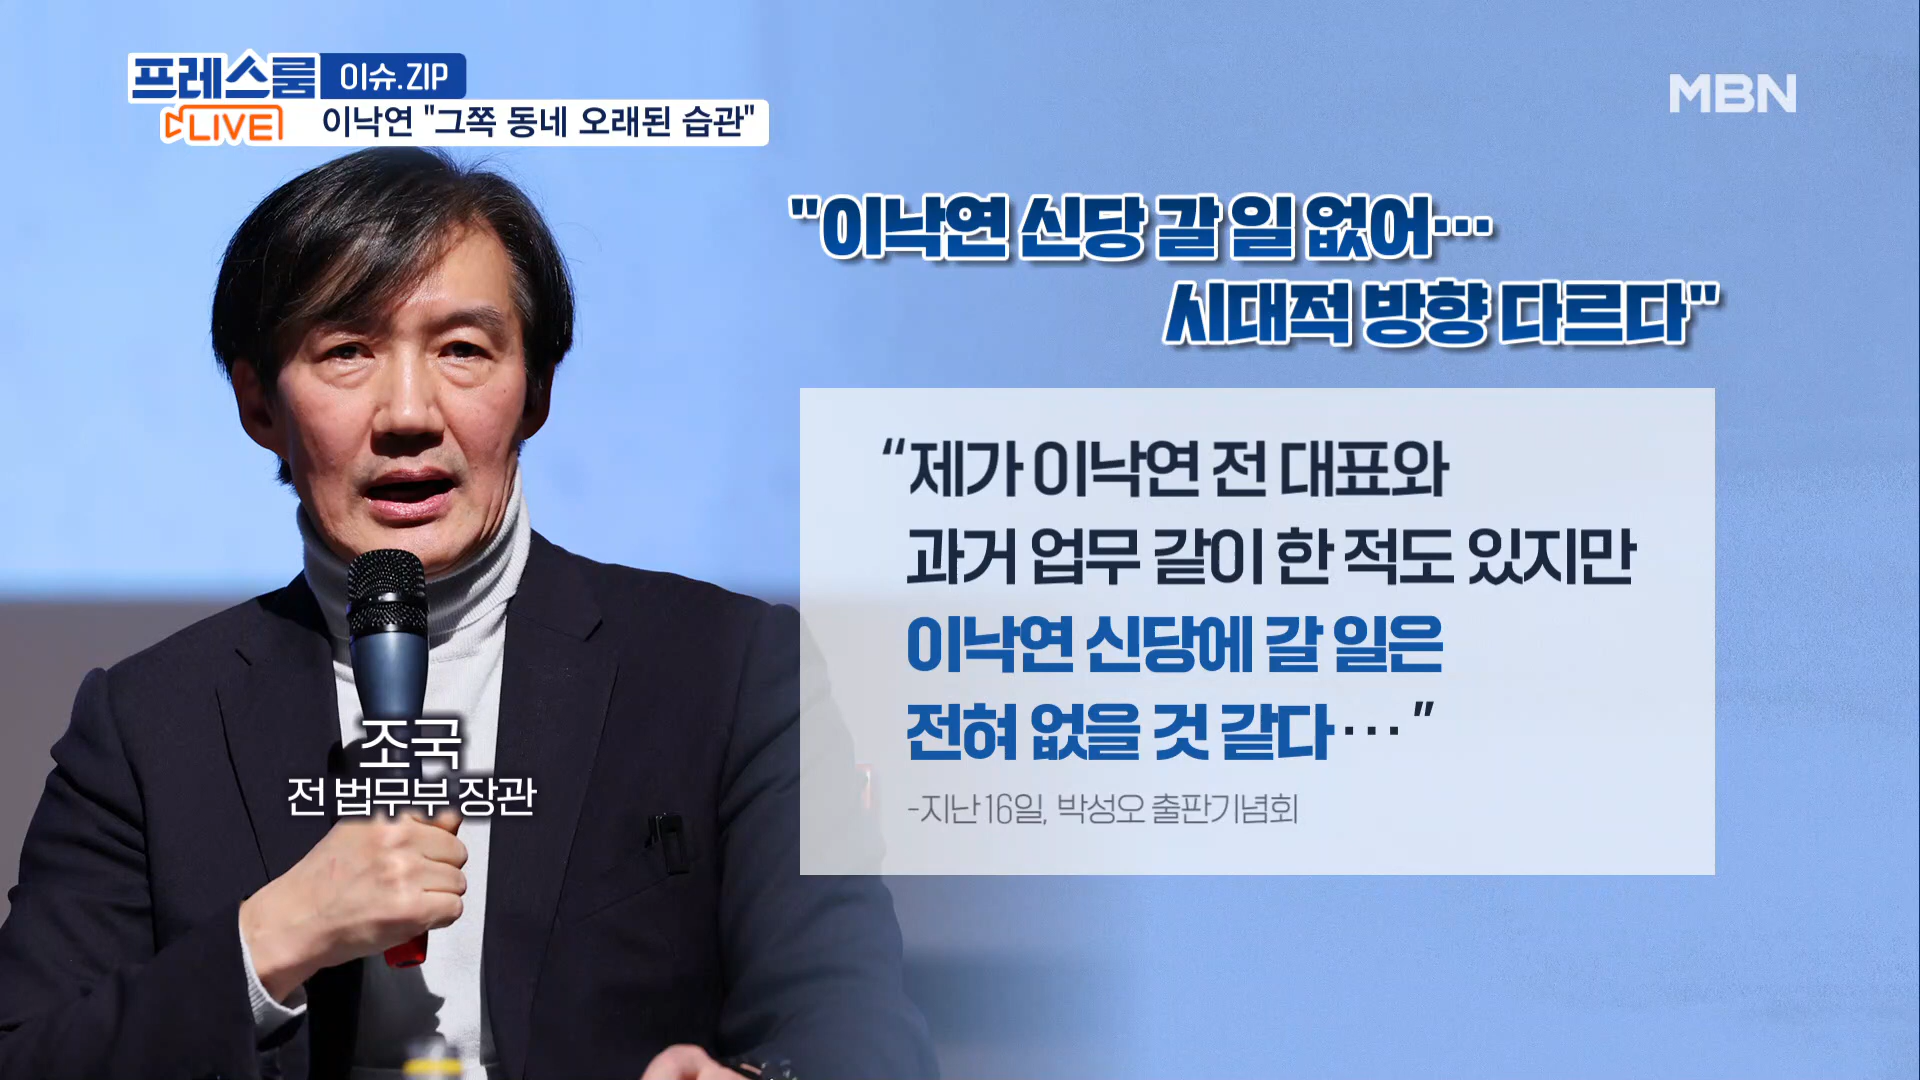 프레스룸 이슈.ZIP
LIVE 이낙연 "그쪽 동네 오래된 습관"
MBN
"이낙연 신당 갈 일 없어…
시대적 방향 다르다"
“제가 이낙연 전 대표와
과거 업무 같이 한 적도 있지만
이낙연 신당에 갈 일은
전혀 없을 것 같다…”
-지난 16일, 박성오 출판기념회
조국
전 법무부 장관